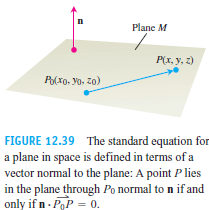 n
Plane M
P(x, y, z)
P₀(x₀, y₀, z₀)
FIGURE 12.39 The standard equation for
a plane in space is defined in terms of a
vector normal to the plane: A point P lies
in the plane through P₀ normal to n if and
only if n · P₀P = 0.